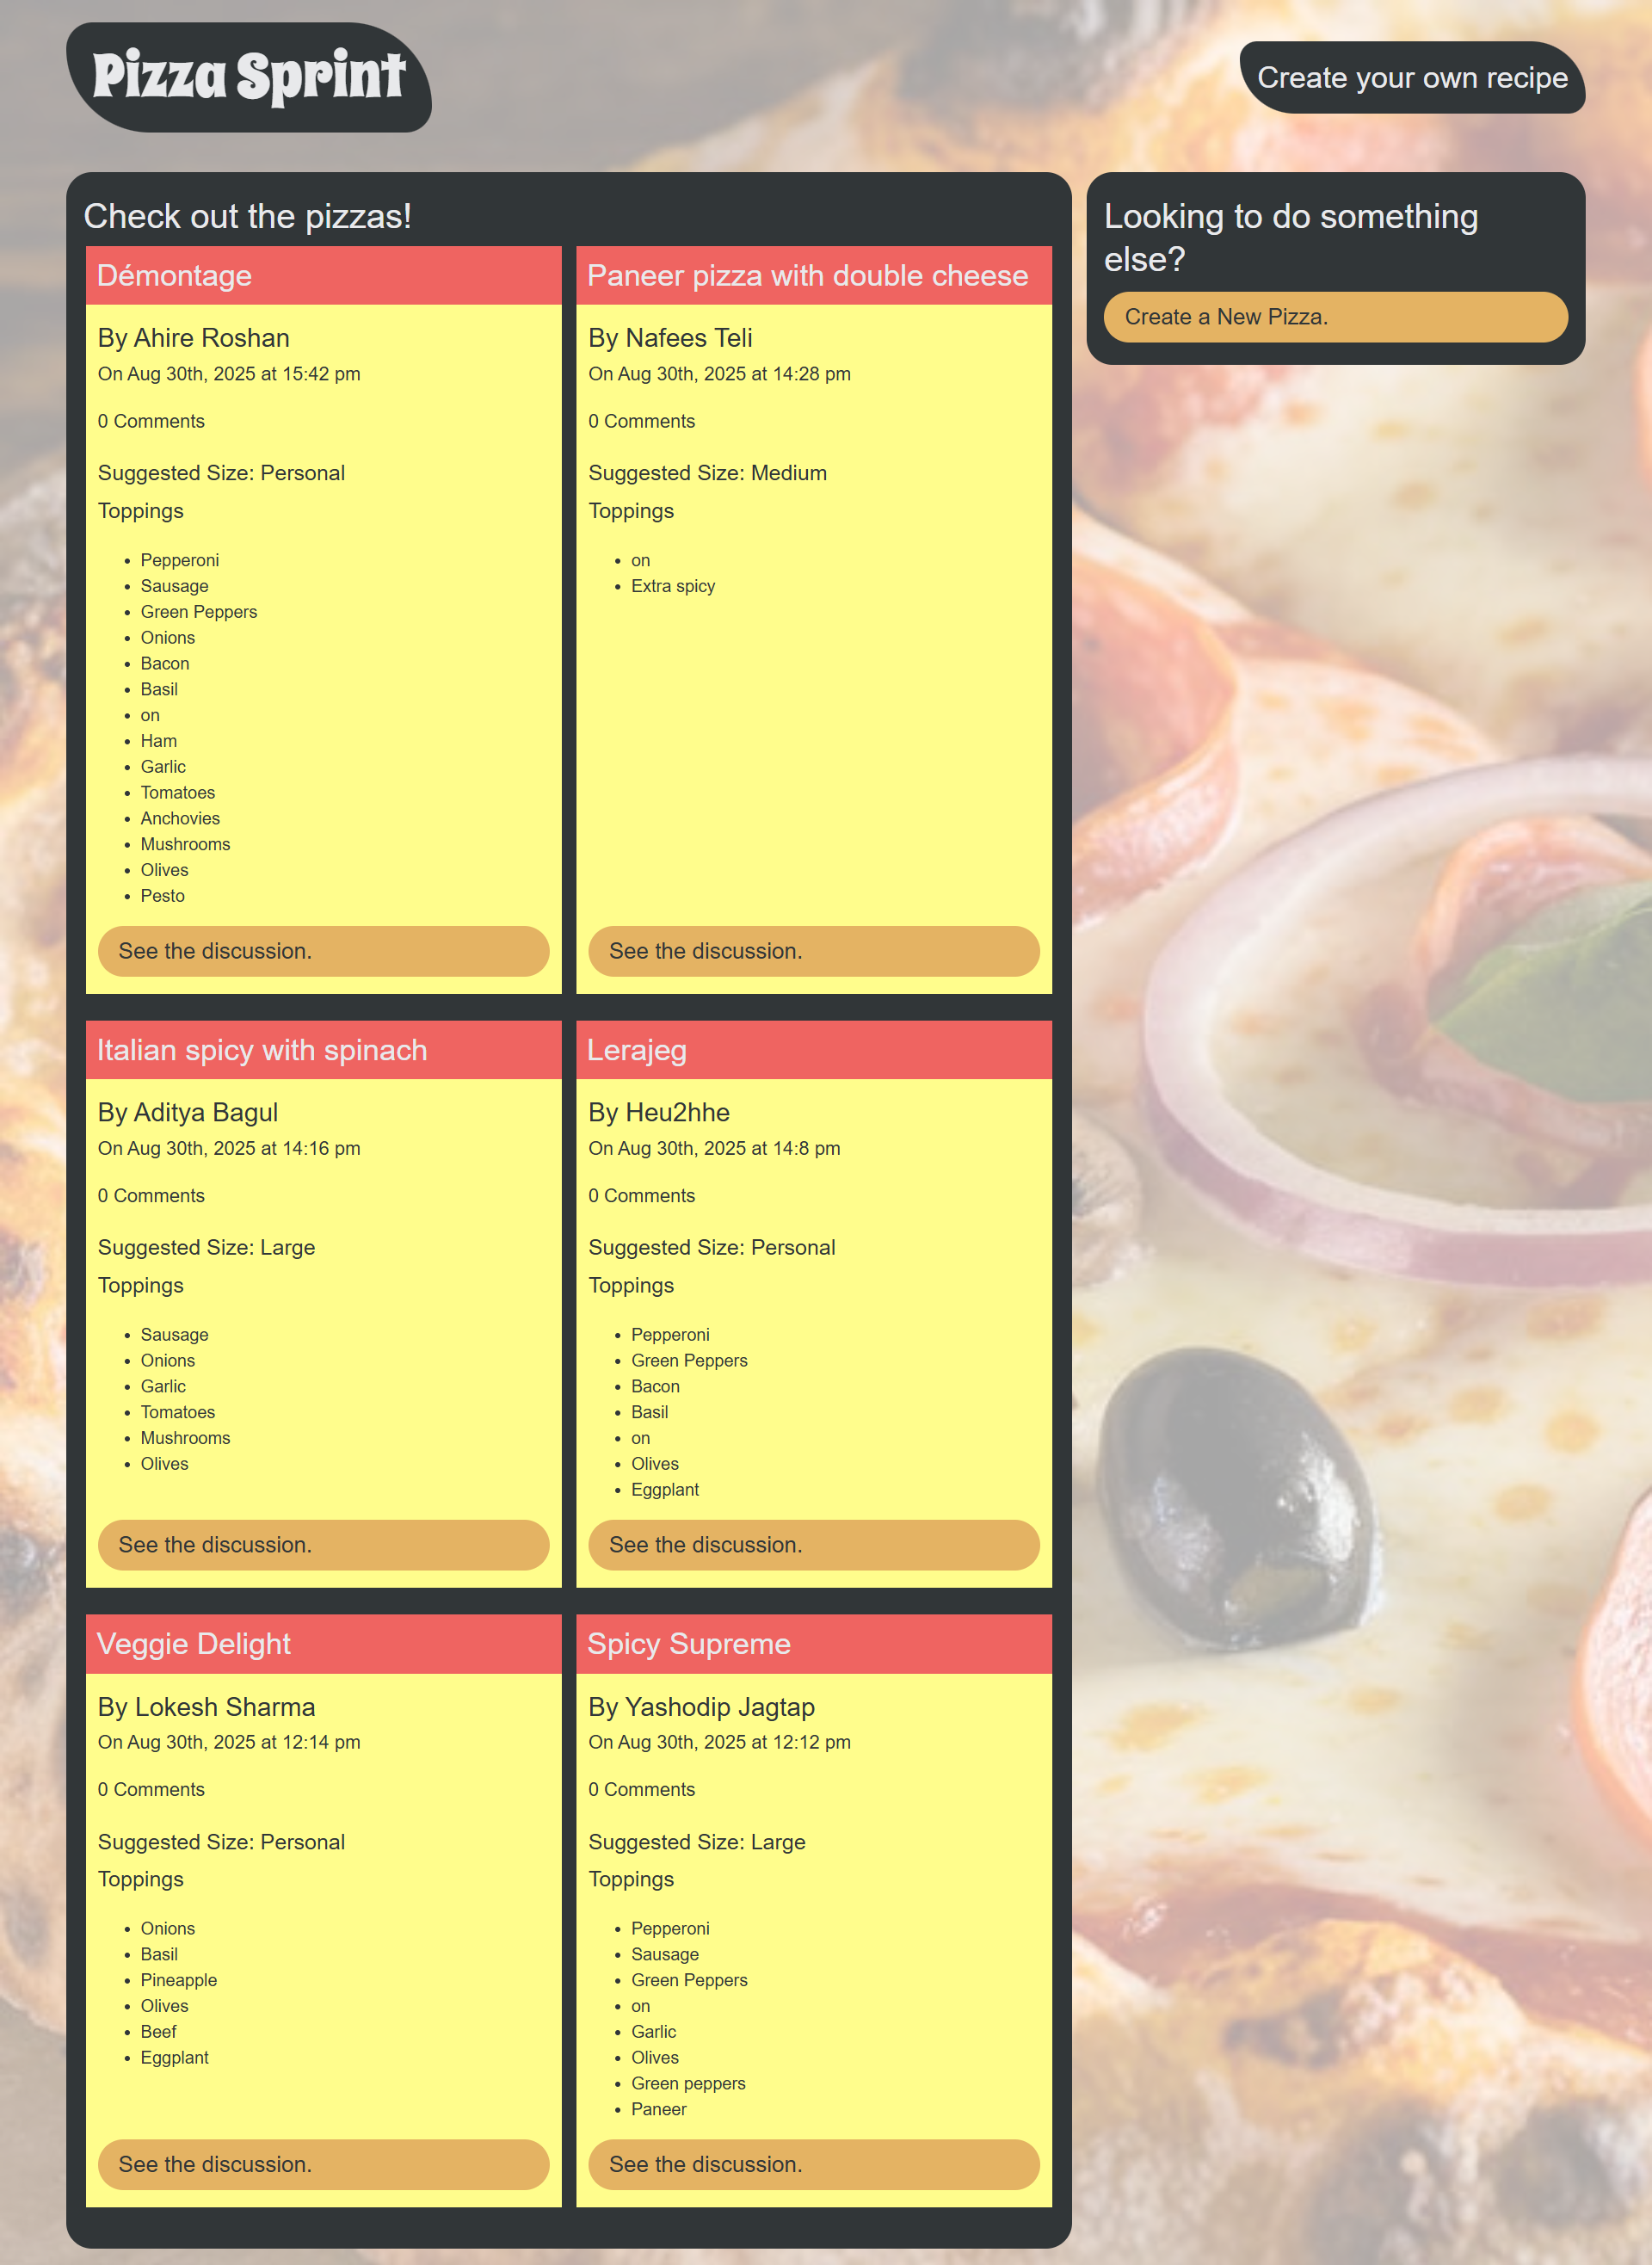 Pizza Sprint
Create your own recipe
Check out the pizzas!
Démontage
By Ahire Roshan
On Aug 30th, 2025 at 15:42 pm
0 Comments
Suggested Size: Personal
Toppings
Pepperoni
Sausage
Green Peppers
Onions
Bacon
Basil
on
Ham
Garlic
Tomatoes
Anchovies
Mushrooms
Olives
Pesto
See the discussion.
Paneer pizza with double cheese
By Nafees Teli
On Aug 30th, 2025 at 14:28 pm
0 Comments
Suggested Size: Medium
Toppings
on
Extra spicy
See the discussion.
Italian spicy with spinach
By Aditya Bagul
On Aug 30th, 2025 at 14:16 pm
0 Comments
Suggested Size: Large
Toppings
Sausage
Onions
Garlic
Tomatoes
Mushrooms
Olives
See the discussion.
Lerajeg
By Heu2hhe
On Aug 30th, 2025 at 14:8 pm
0 Comments
Suggested Size: Personal
Toppings
Pepperoni
Green Peppers
Bacon
Basil
on
Olives
Eggplant
See the discussion.
Veggie Delight
By Lokesh Sharma
On Aug 30th, 2025 at 12:14 pm
0 Comments
Suggested Size: Personal
Toppings
Onions
Basil
Pineapple
Olives
Beef
Eggplant
See the discussion.
Spicy Supreme
By Yashodip Jagtap
On Aug 30th, 2025 at 12:12 pm
0 Comments
Suggested Size: Large
Toppings
Pepperoni
Sausage
Green Peppers
on
Garlic
Olives
Green peppers
Paneer
See the discussion.
Looking to do something
else?
Create a New Pizza.